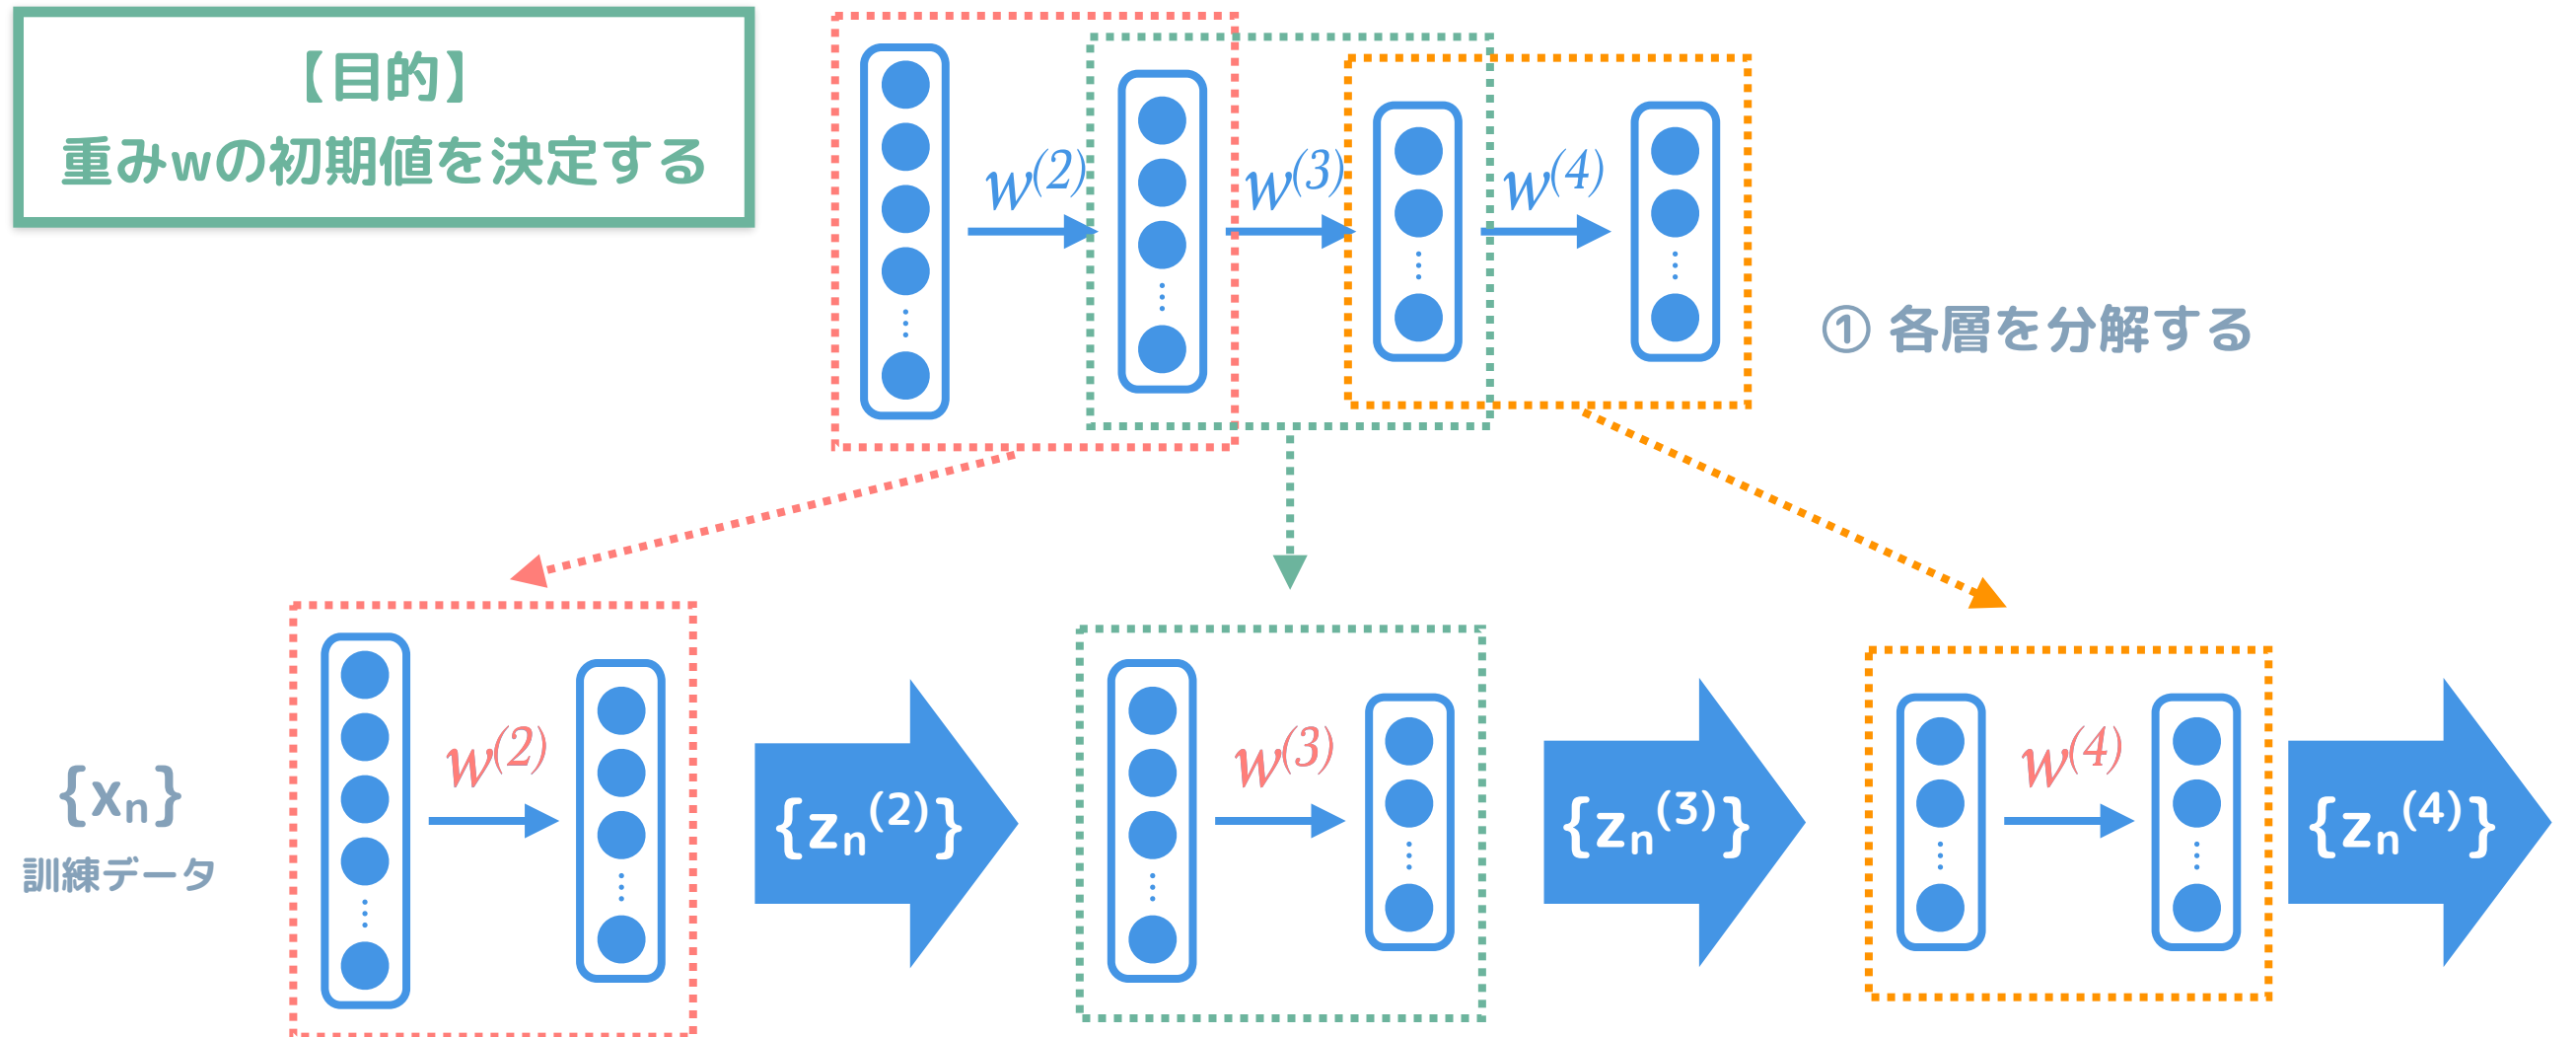 【目的】
重みwの初期値を決定する
w(2)
w(3)
w(4)
① 各層を分解する
{xn}
訓練データ
w(2)
{zn(2)}
w(3)
{zn(3)}
w(4)
{zn(4)}